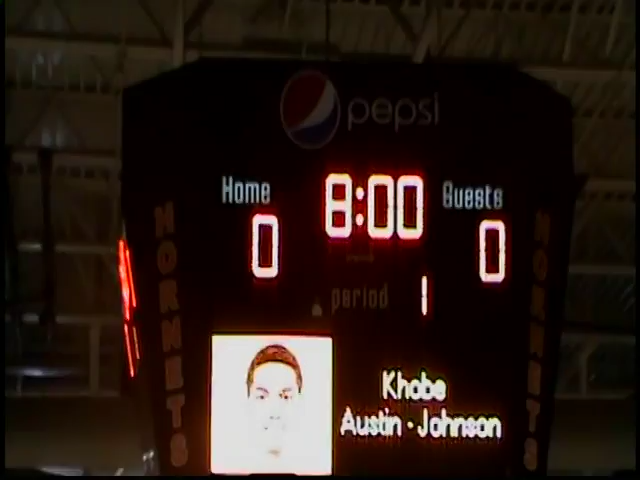 pepsi
Home 8:00 Guests
0 0
period 1
HORNETS
HORNETS
Khobe
Austin - Johnson